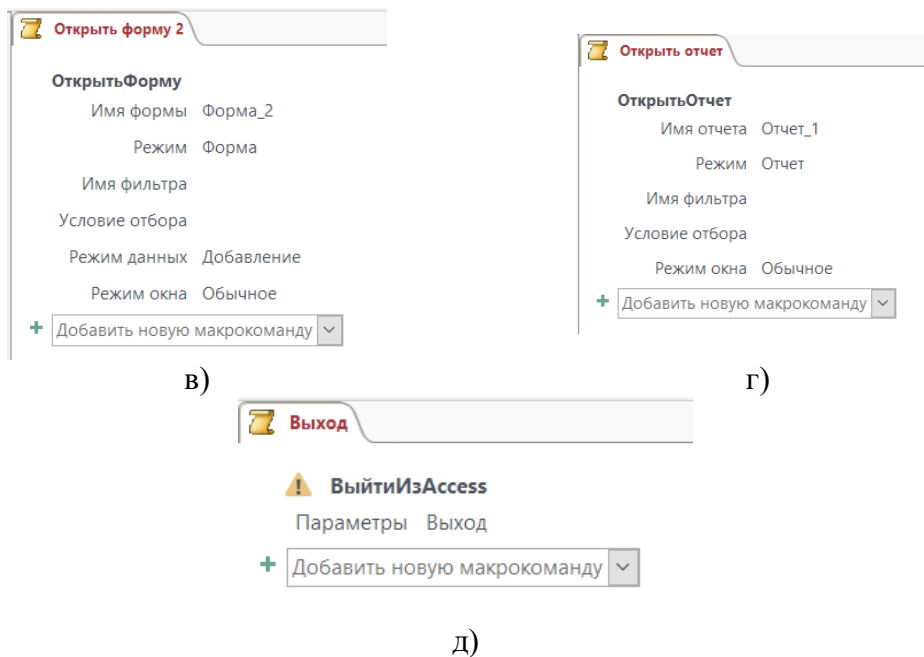 Открыть форму 2
ОткрытьФорму
Имя формы Форма_2
Режим Форма
Имя фильтра
Условие отбора
Режим данных Добавление
Режим окна Обычное
Добавить новую макрокоманду
в)
Открыть отчет
ОткрытьОтчет
Имя отчета Отчет_1
Режим Отчет
Имя фильтра
Условие отбора
Режим окна Обычное
Добавить новую макрокоманду
г)
Выход
ВыйтиИзAccess
Параметры Выход
Добавить новую макрокоманду
д)